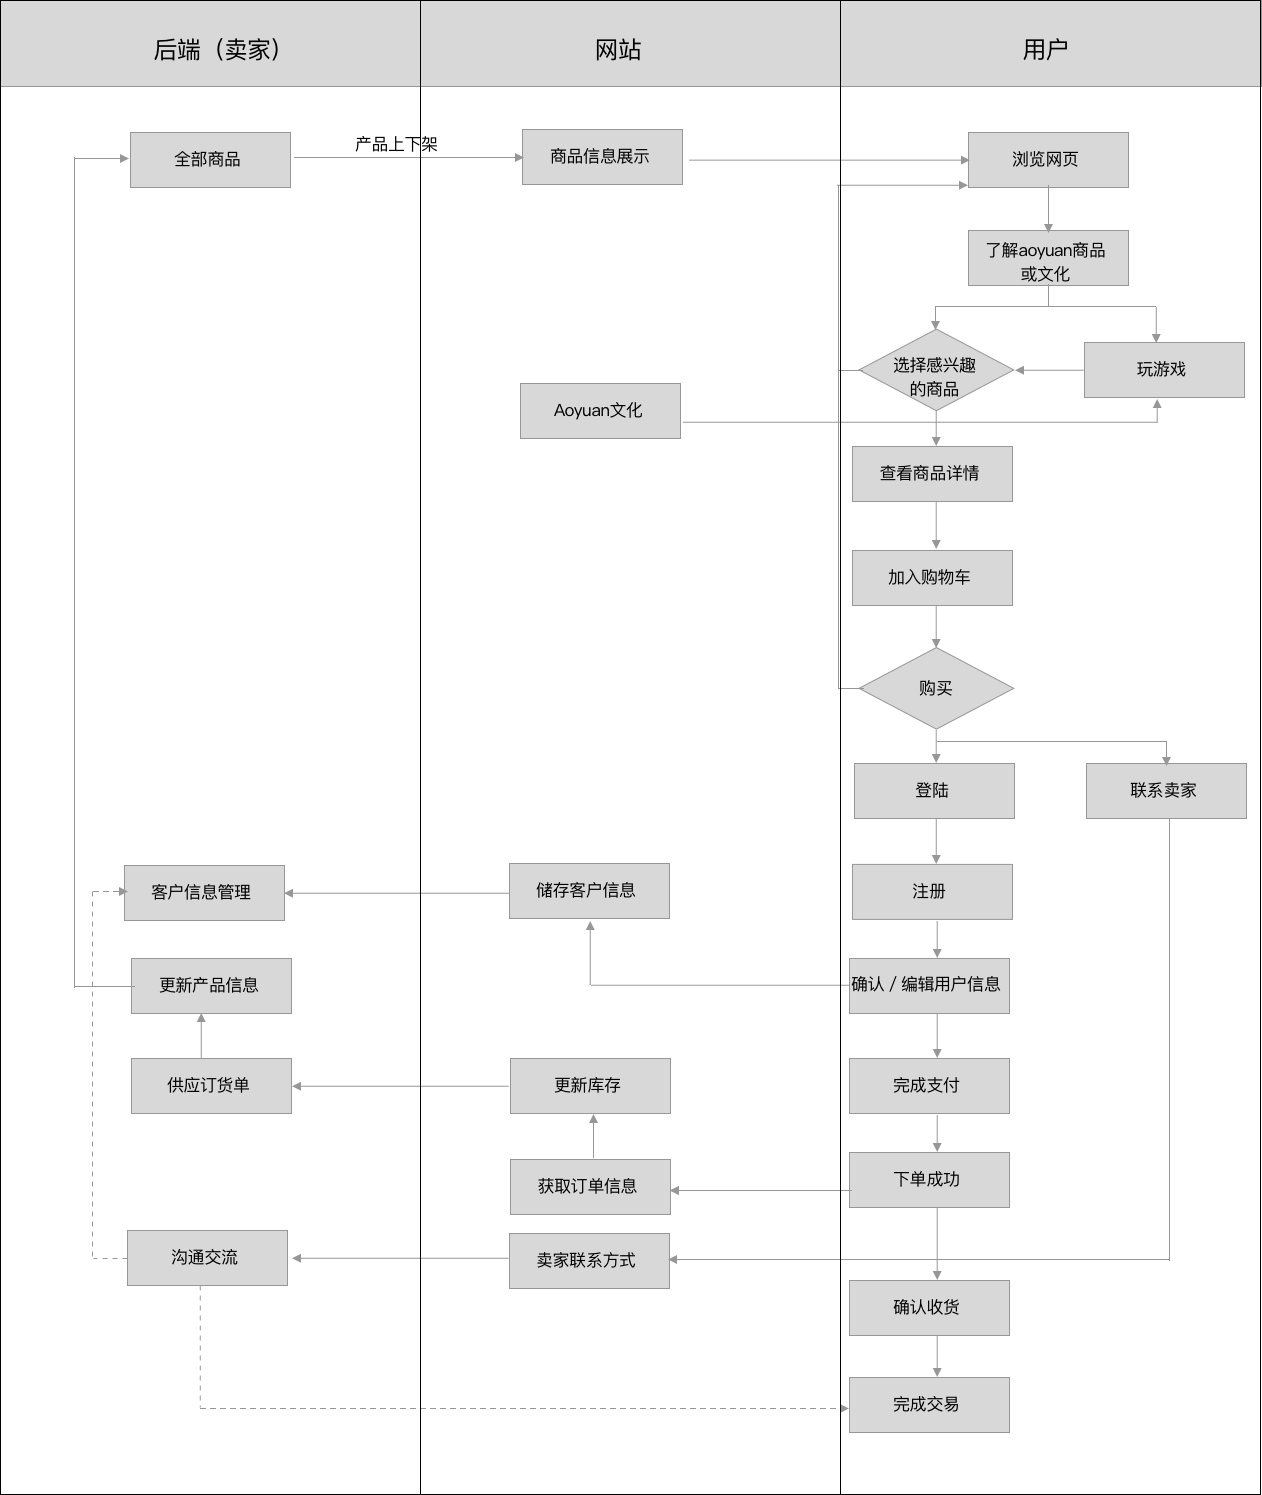 后端（卖家）
网站
用户
全部商品
产品上下架
商品信息展示
浏览网页
了解aoyuan商品
或文化
选择感兴趣
的商品
玩游戏
Aoyuan文化
查看商品详情
加入购物车
购买
登陆
联系卖家
客户信息管理
储存客户信息
注册
更新产品信息
确认 / 编辑用户信息
供应订货单
更新库存
完成支付
获取订单信息
下单成功
沟通交流
卖家联系方式
确认收货
完成交易